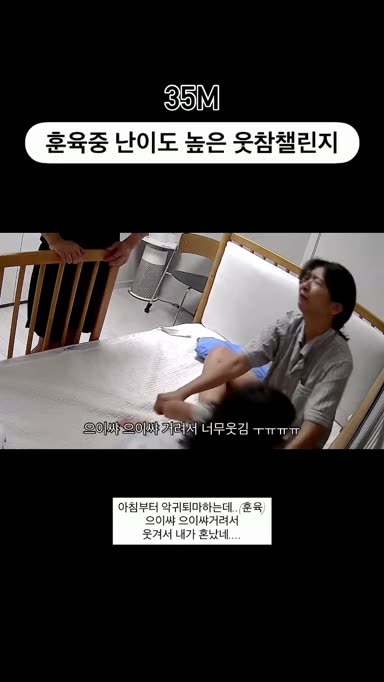 35M
훈육중 난이도 높은 웃참챌린지
으이쌰 으이쌰 거려서 너무웃김 ㅜㅠㅠㅠ
아침부터 악귀퇴마하는데..(훈육)
으이쌰 으이쌰거려서
웃겨서 내가 혼났네....